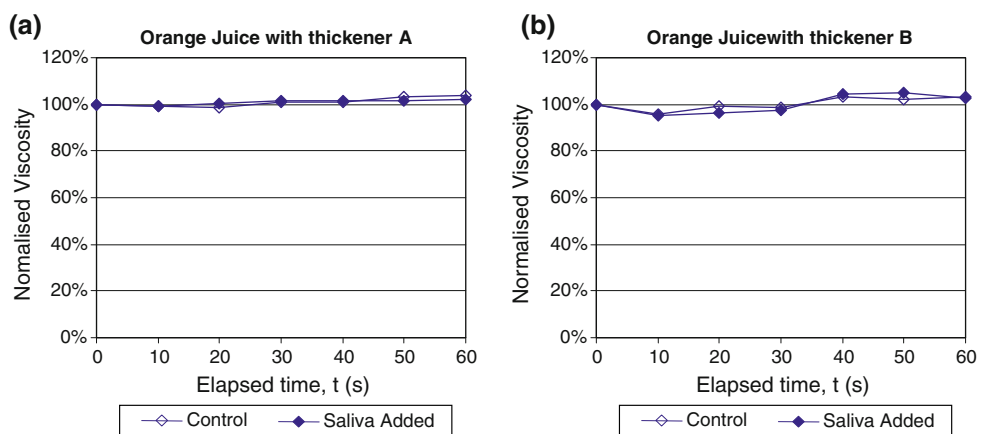 (a)
Orange Juice with thickener A
120%
100%
80%
60%
40%
20%
0%
Nomalised Viscosity
0 10 20 30 40 50 60
Elapsed time, t (s)
Control Saliva Added
(b)
Orange Juicewith thickener B
120%
100%
80%
60%
40%
20%
0%
Normalised Viscosity
0 10 20 30 40 50 60
Elapsed time, t (s)
Control Saliva Added